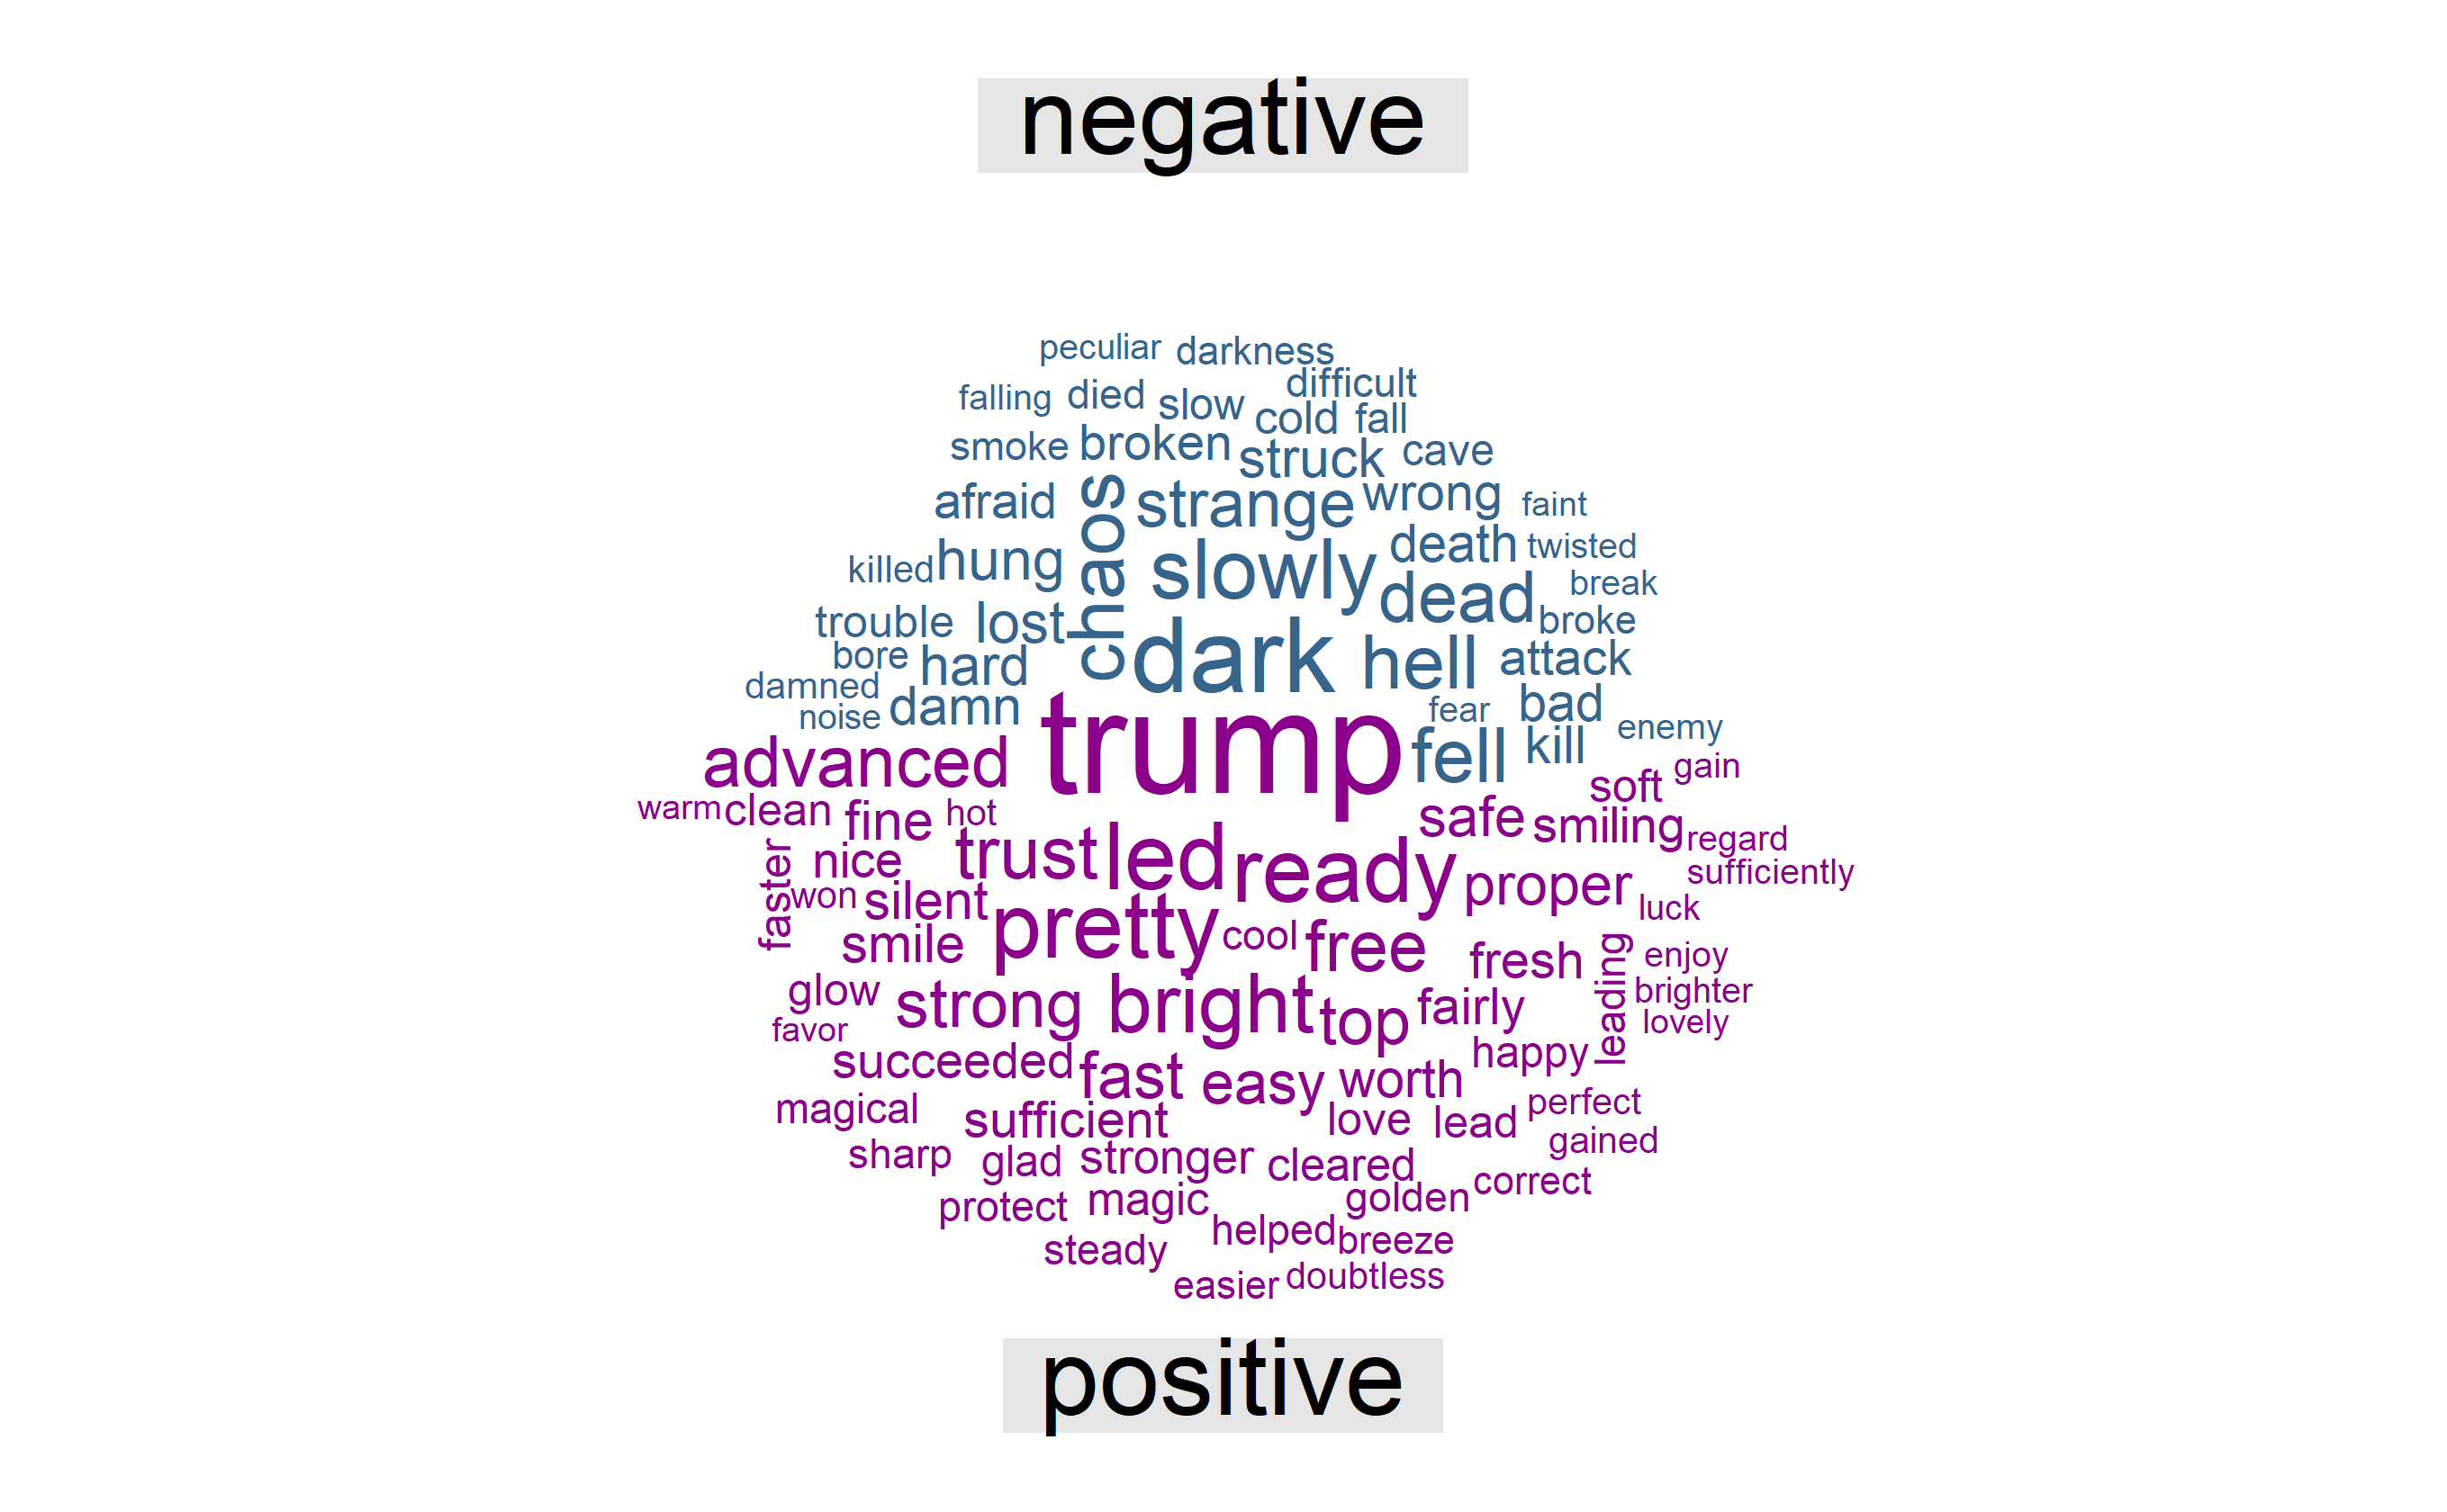 negative
peculiar darkness
difficult
falling died slow cold fall
smoke broken struck cave
afraid chaos strange wrong faint
killed hung slowly death twisted
dead break
trouble lost broke
bore hard dark hell attack
damned damn fear bad
noise enemy
advanced trump fell kill gain
soft
warm clean fine hot safe smiling regard
faster nice trust led ready sufficiently
won silent proper luck
smile pretty cool free fresh leading enjoy
glow strong bright top fairly brighter
favor lovely
succeeded fast easy worth happy
magical sufficient love lead perfect
sharp glad stronger cleared gained
protect magic golden correct
steady helped breeze
easier doubtless
positive